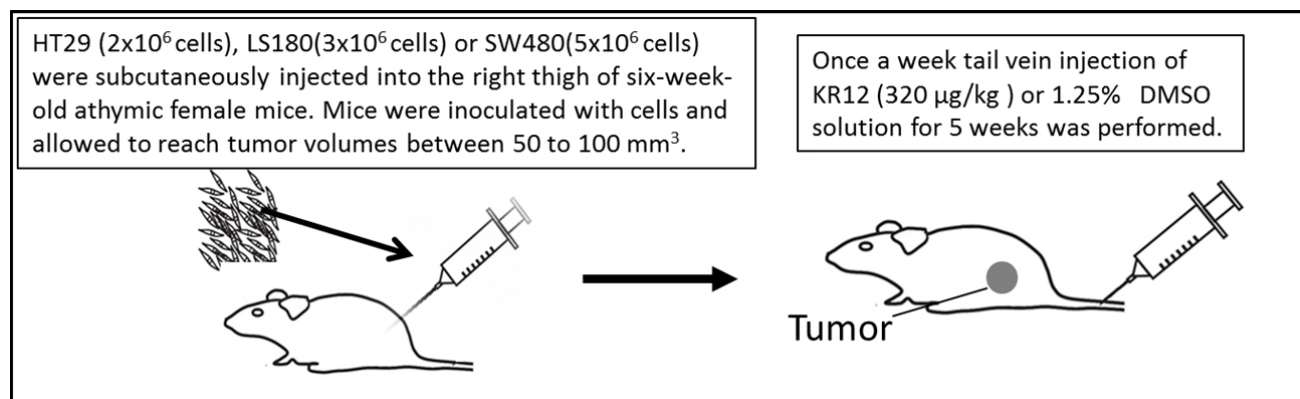 HT29 (2x10⁶ cells), LS180(3x10⁶ cells) or SW480(5x10⁶ cells)
were subcutaneously injected into the right thigh of six-week-
old athymic female mice. Mice were inoculated with cells and
allowed to reach tumor volumes between 50 to 100 mm³.
Once a week tail vein injection of
KR12 (320 µg/kg ) or 1.25% DMSO
solution for 5 weeks was performed.
Tumor